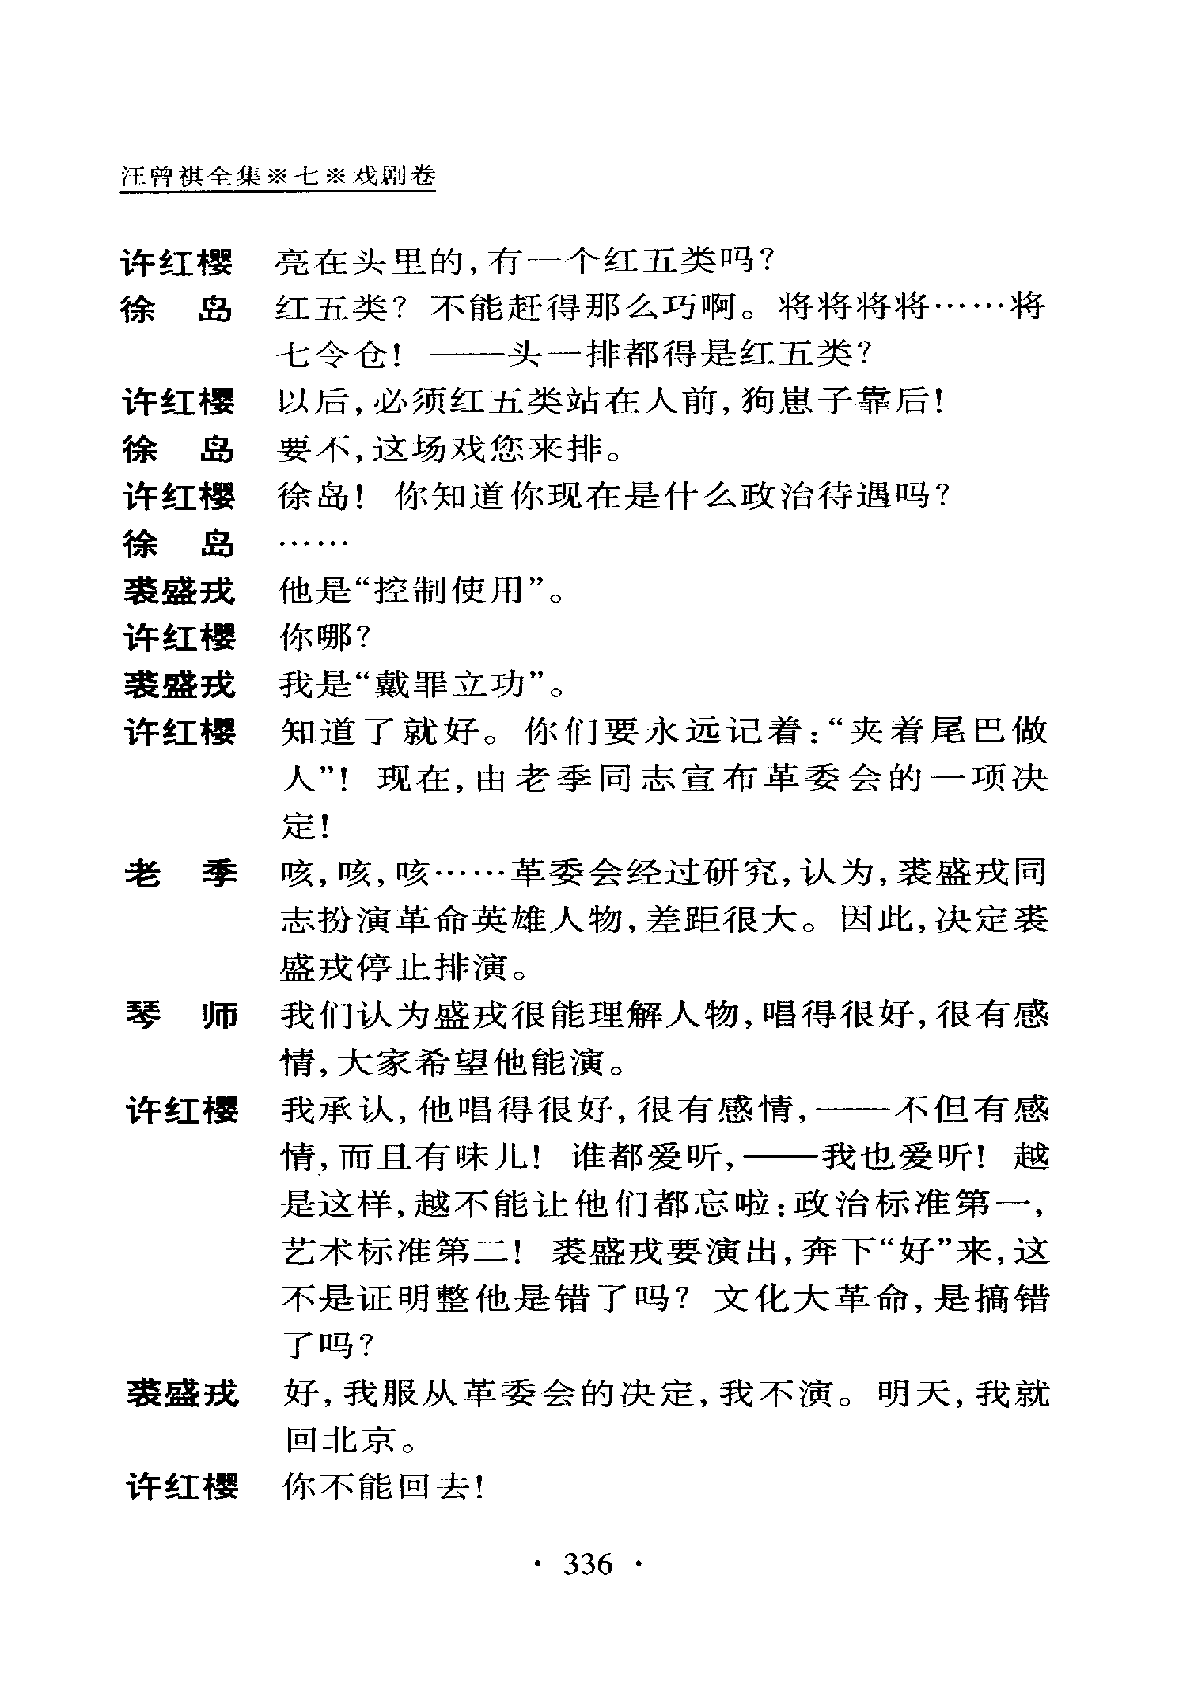 汪曾祺全集※七※戏剧卷
许红樱 亮在头里的,有一个红五类吗?
徐 岛 红五类? 不能赶得那么巧啊。将将将将……将
七令仓! ——头一排都得是红五类?
许红樱 以后,必须红五类站在人前,狗崽子靠后!
徐 岛 要不,这场戏您来排。
许红樱 徐岛! 你知道你现在是什么政治待遇吗?
徐 岛 ……
裘盛戎 他是“控制使用”。
许红樱 你哪?
裘盛戎 我是“戴罪立功”。
许红樱 知道了就好。你们要永远记着:“夹着尾巴做
人”! 现在,由老季同志宣布革委会的一项决
定!
老 季 咳,咳,咳……革委会经过研究,认为,裘盛戎同
志扮演革命英雄人物,差距很大。因此,决定裘
盛戎停止排演。
琴 师 我们认为盛戎很能理解人物,唱得很好,很有感
情,大家希望他能演。
许红樱 我承认,他唱得很好,很有感情,——不但有感
情,而且有味儿! 谁都爱听,——我也爱听! 越
是这样,越不能让他们都忘啦:政治标准第一,
艺术标准第二! 裘盛戎要演出,奔下“好”来,这
不是证明整他是错了吗? 文化大革命,是搞错
了吗?
裘盛戎 好,我服从革委会的决定,我不演。明天,我就
回北京。
许红樱 你不能回去!
· 336 ·